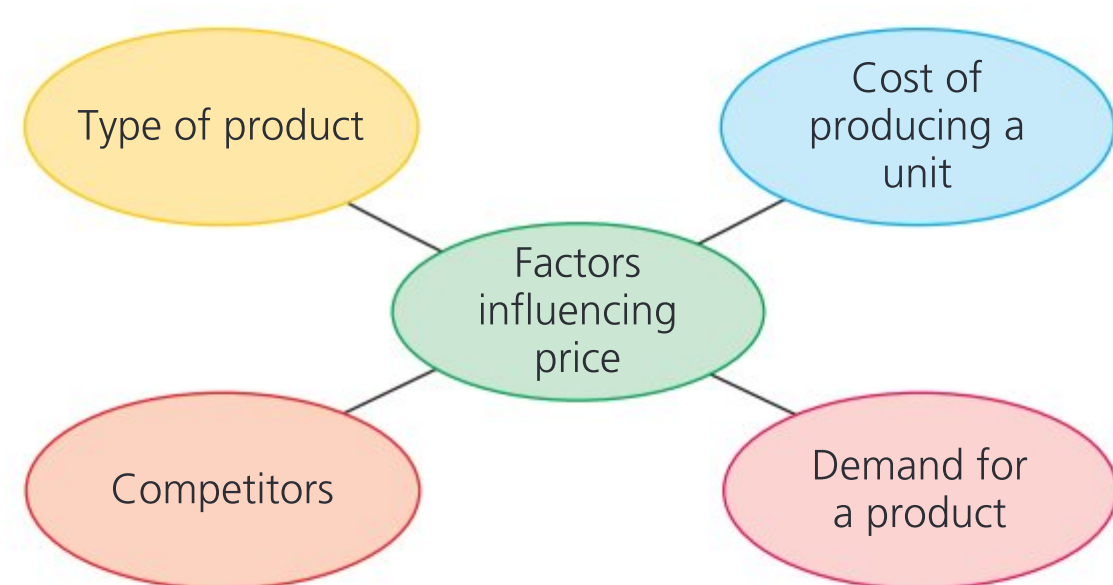 Type of product
Cost of
producing a
unit
Factors
influencing
price
Competitors
Demand for
a product